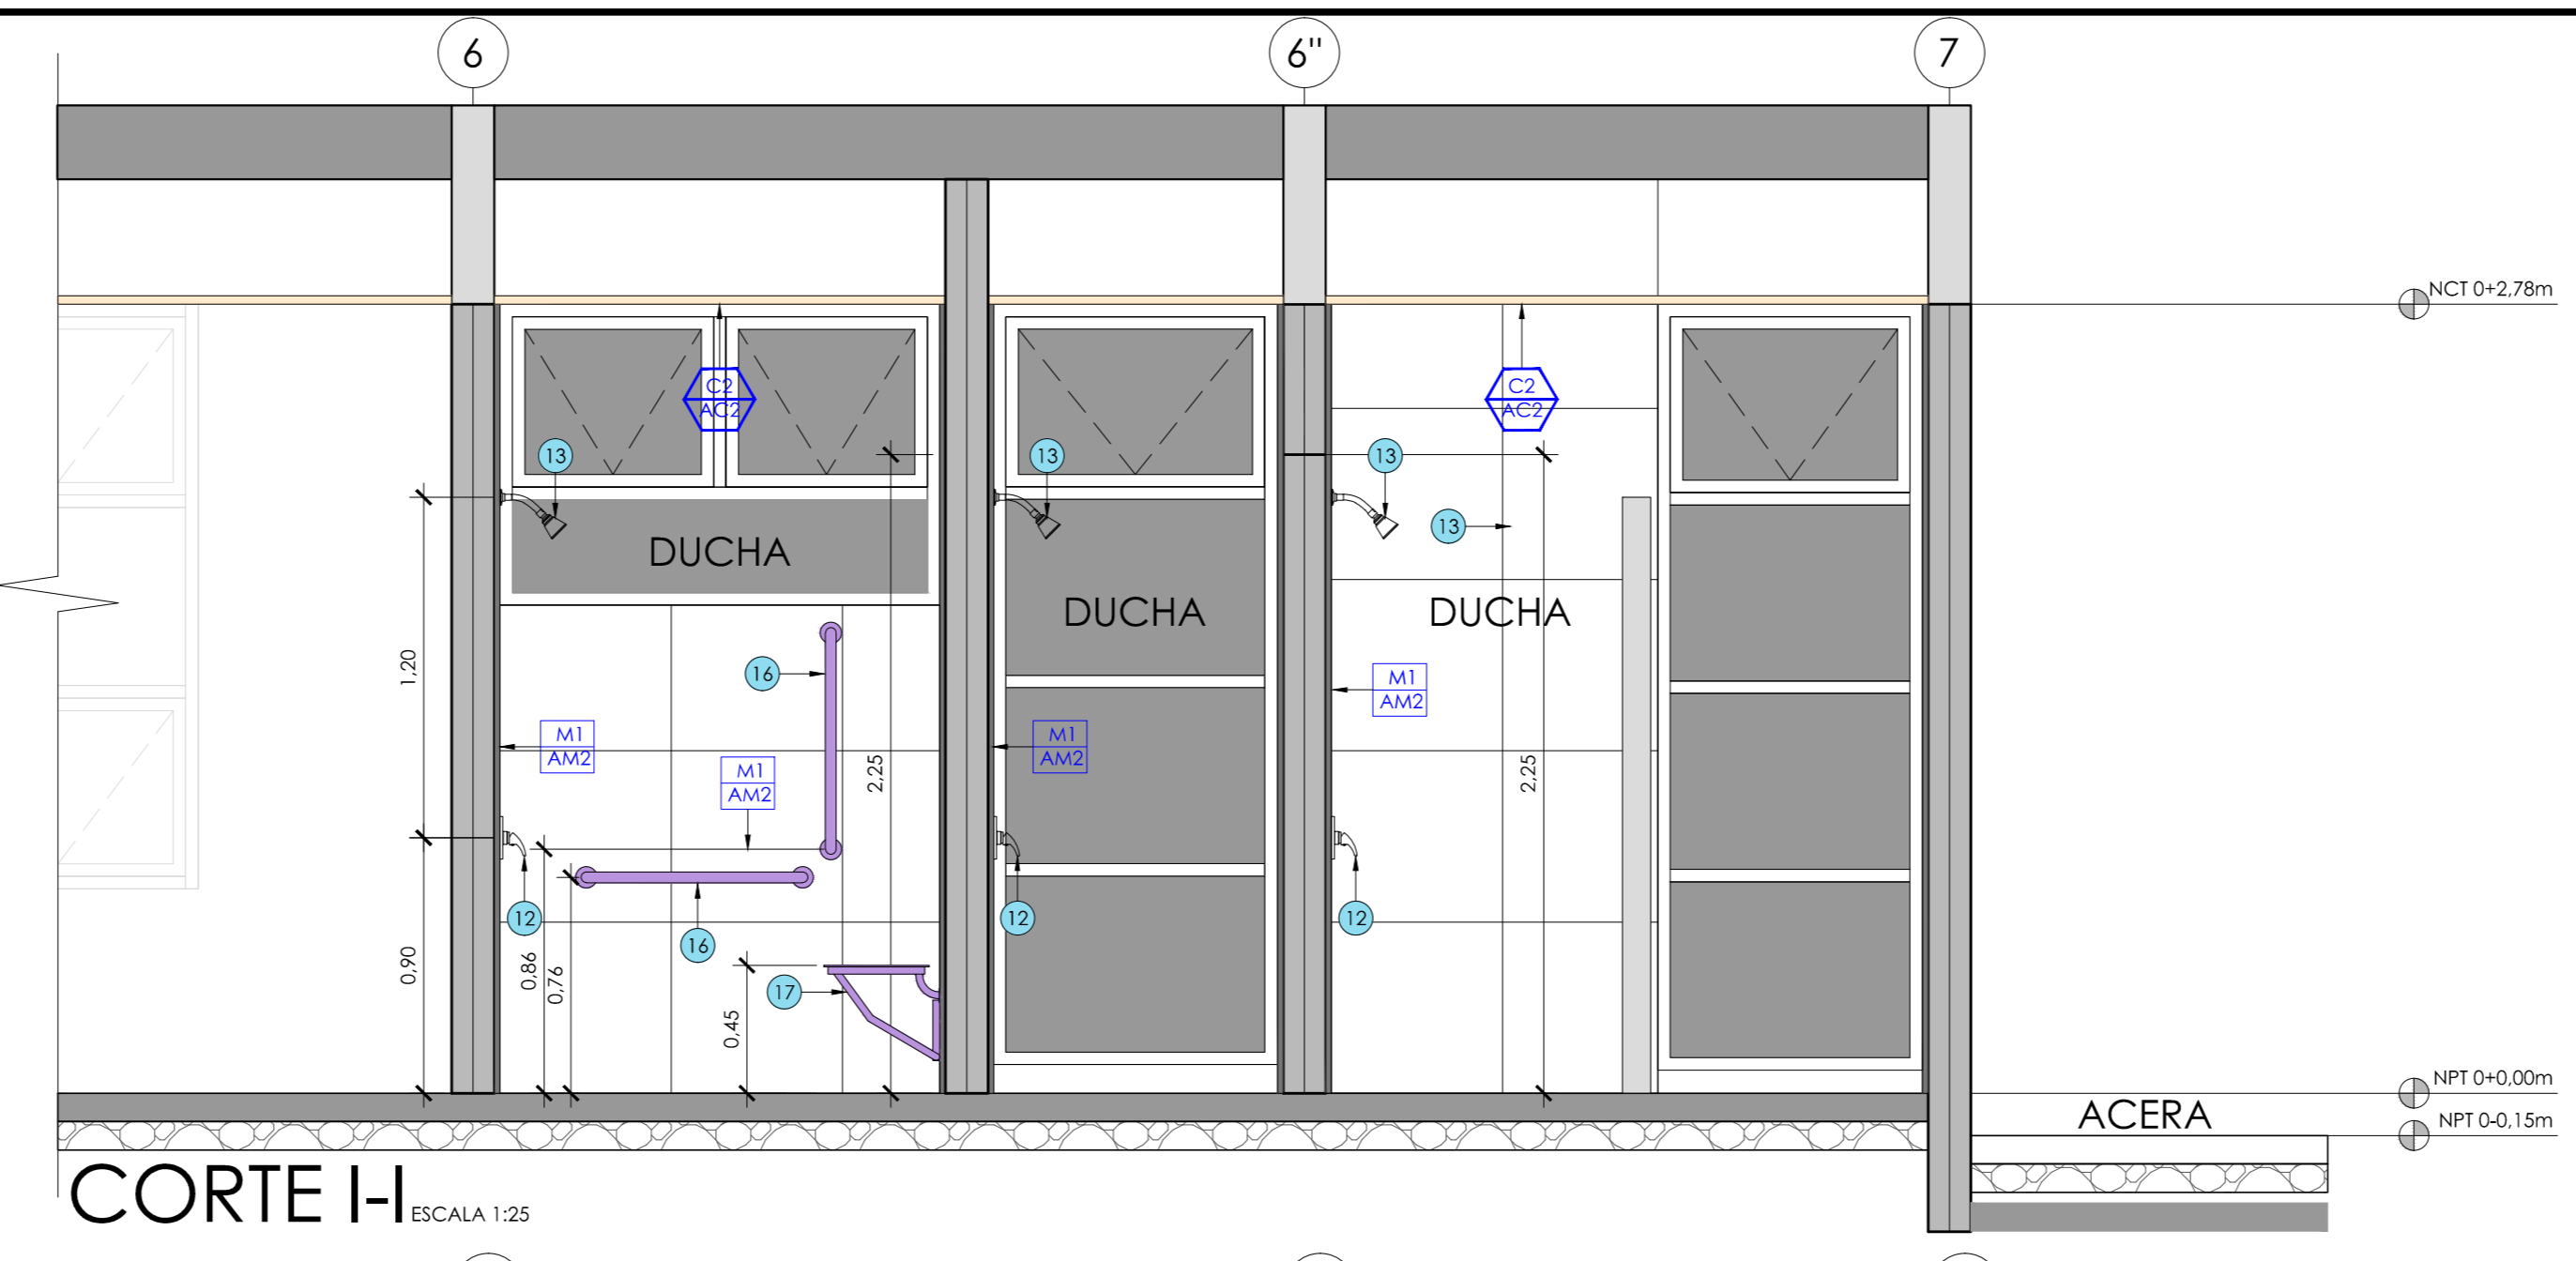 6
6"
7
NCT 0+2,78m
C2
AC2
C2
AC2
13
13
13
13
DUCHA
DUCHA
DUCHA
1,20
16
M1
AM2
M1
AM2
M1
AM2
M1
AM2
2,25
2,25
12
12
12
16
0,90
0,86
0,76
17
0,45
NPT 0+0,00m
ACERA
NPT 0-0,15m
CORTE I-I ESCALA 1:25